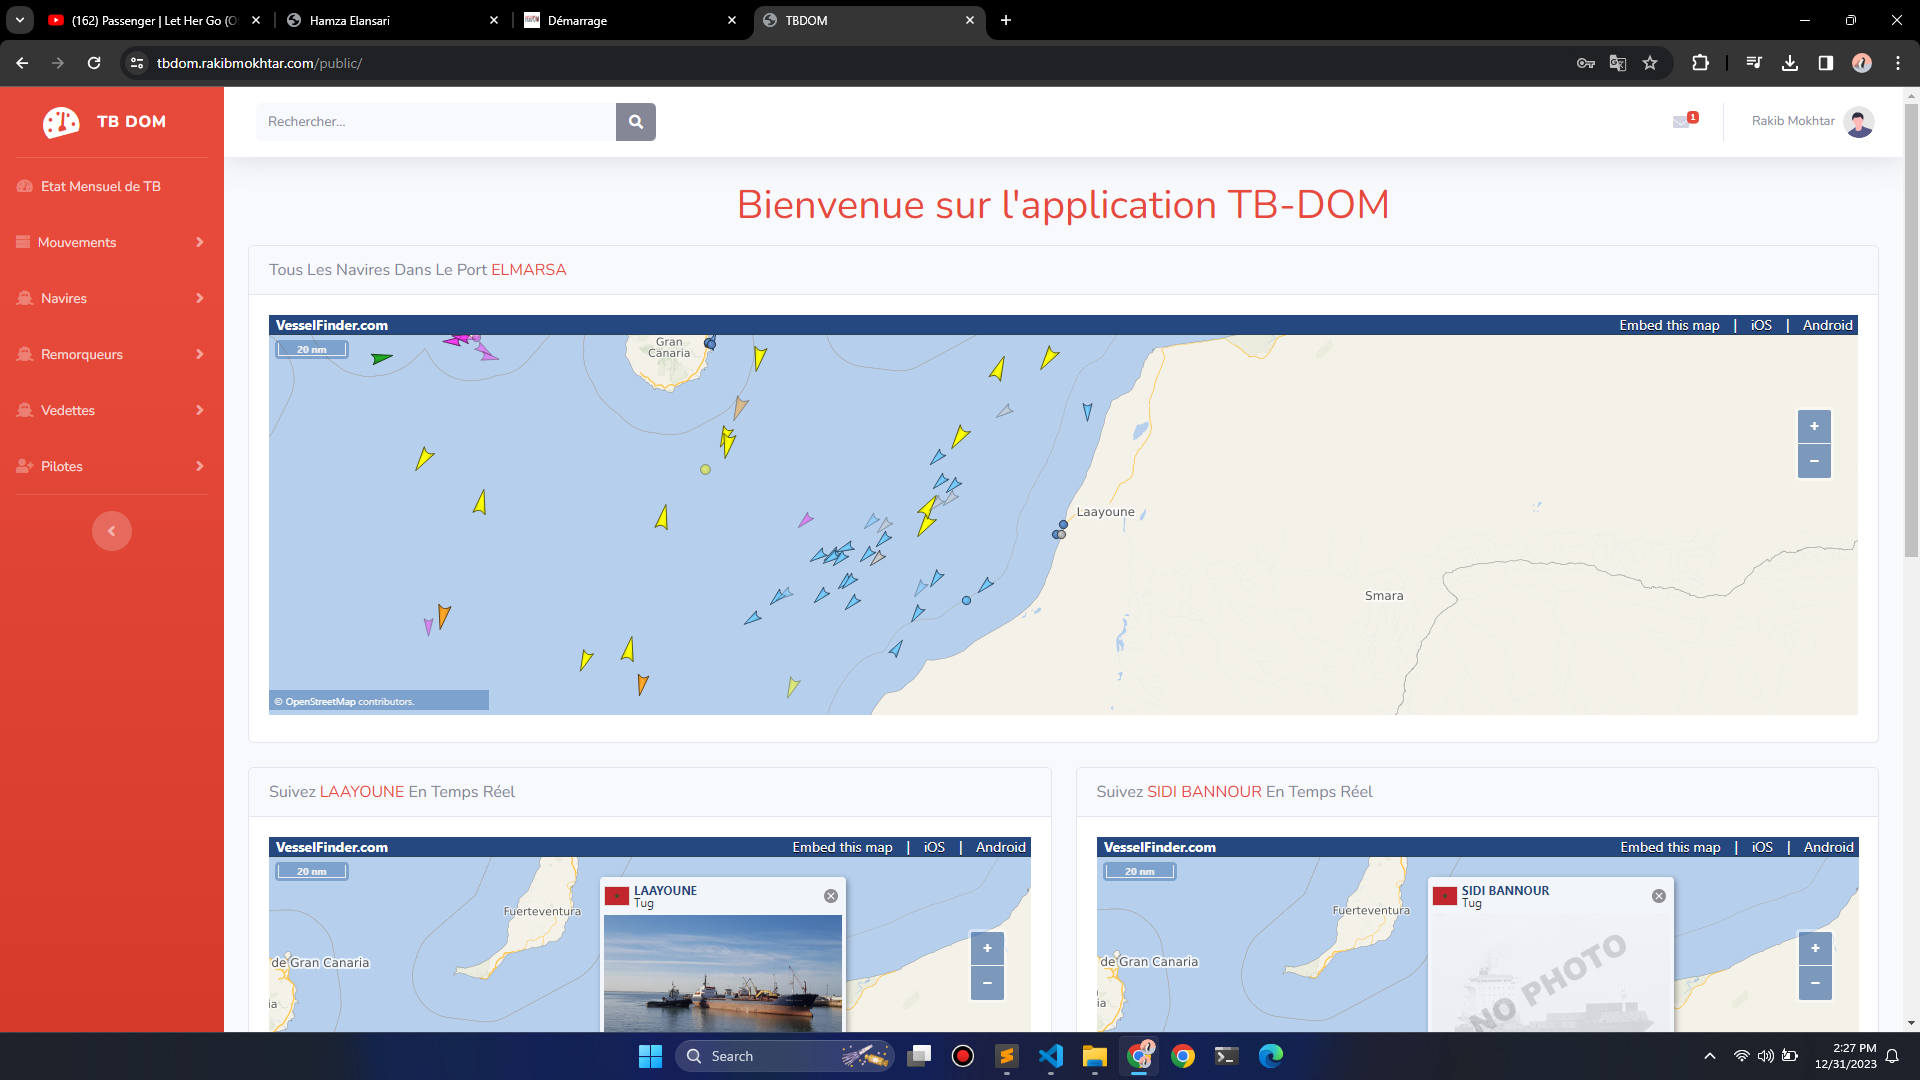 (162) Passenger | Let Her Go (O
Hamza Elansari
Démarrage
TBDOM
tbdom.rakibmokhtar.com/public/
TB DOM
Rechercher...
1
Rakib Mokhtar
Etat Mensuel de TB
Mouvements
Navires
Remorqueurs
Vedettes
Pilotes
Bienvenue sur l'application TB-DOM
Tous Les Navires Dans Le Port ELMARSA
VesselFinder.com
Embed this map | iOS | Android
20 nm
Gran
Canaria
+
−
Laayoune
Smara
© OpenStreetMap contributors.
Suivez LAAYOUNE En Temps Réel
VesselFinder.com
Embed this map | iOS | Android
20 nm
LAAYOUNE
Tug
Fuerteventura
de Gran Canaria
ia
+
−
Suivez SIDI BANNOUR En Temps Réel
VesselFinder.com
Embed this map | iOS | Android
20 nm
SIDI BANNOUR
Tug
Fuerteventura
NO PHOTO
de Gran Canaria
ia
+
−
Search
2:27 PM
12/31/2023